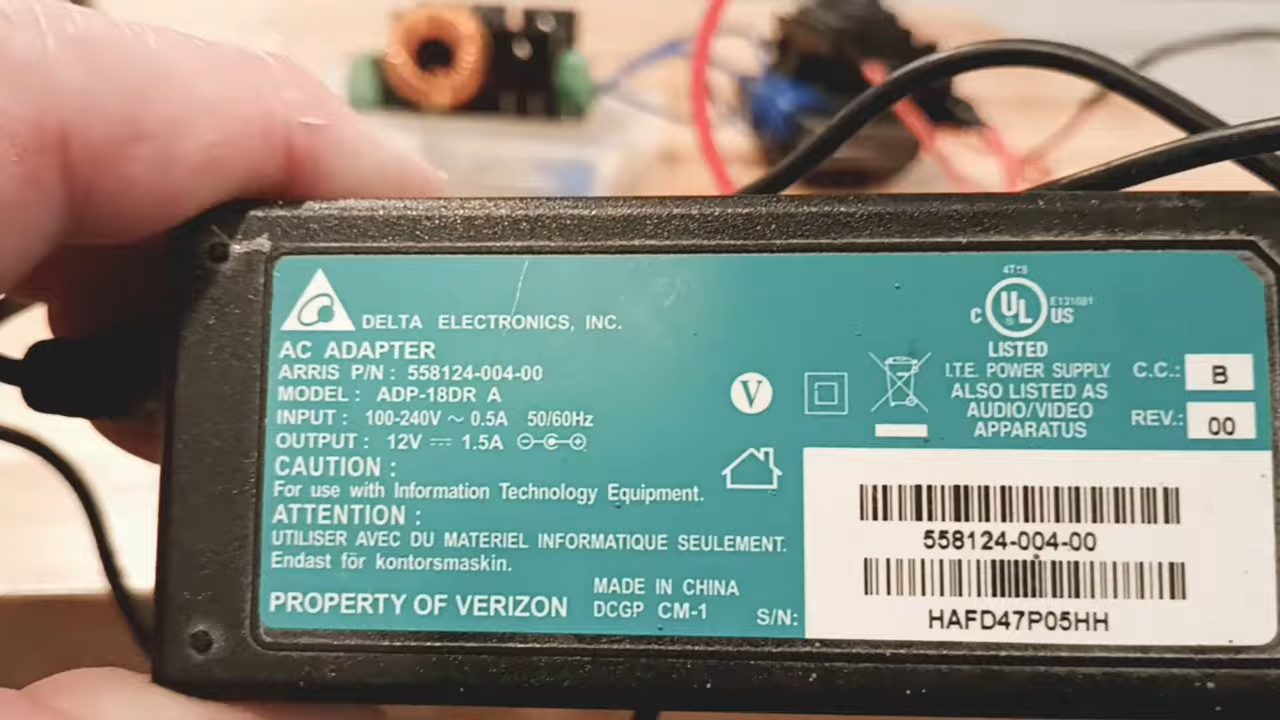 DELTA ELECTRONICS, INC.
AC ADAPTER
ARRIS P/N : 558124-004-00
MODEL : ADP-18DR A
INPUT : 100-240V ~ 0.5A 50/60Hz
OUTPUT : 12V ⎓ 1.5A
CAUTION :
For use with Information Technology Equipment.
ATTENTION :
UTILISER AVEC DU MATERIEL INFORMATIQUE SEULEMENT.
Endast för kontorsmaskin.
PROPERTY OF VERIZON
MADE IN CHINA
DCGP CM-1
V
C UL US
LISTED
I.T.E. POWER SUPPLY
ALSO LISTED AS
AUDIO/VIDEO
APPARATUS
C.C.: B
REV.: 00
S/N:
558124-004-00
HAFD47P05HH